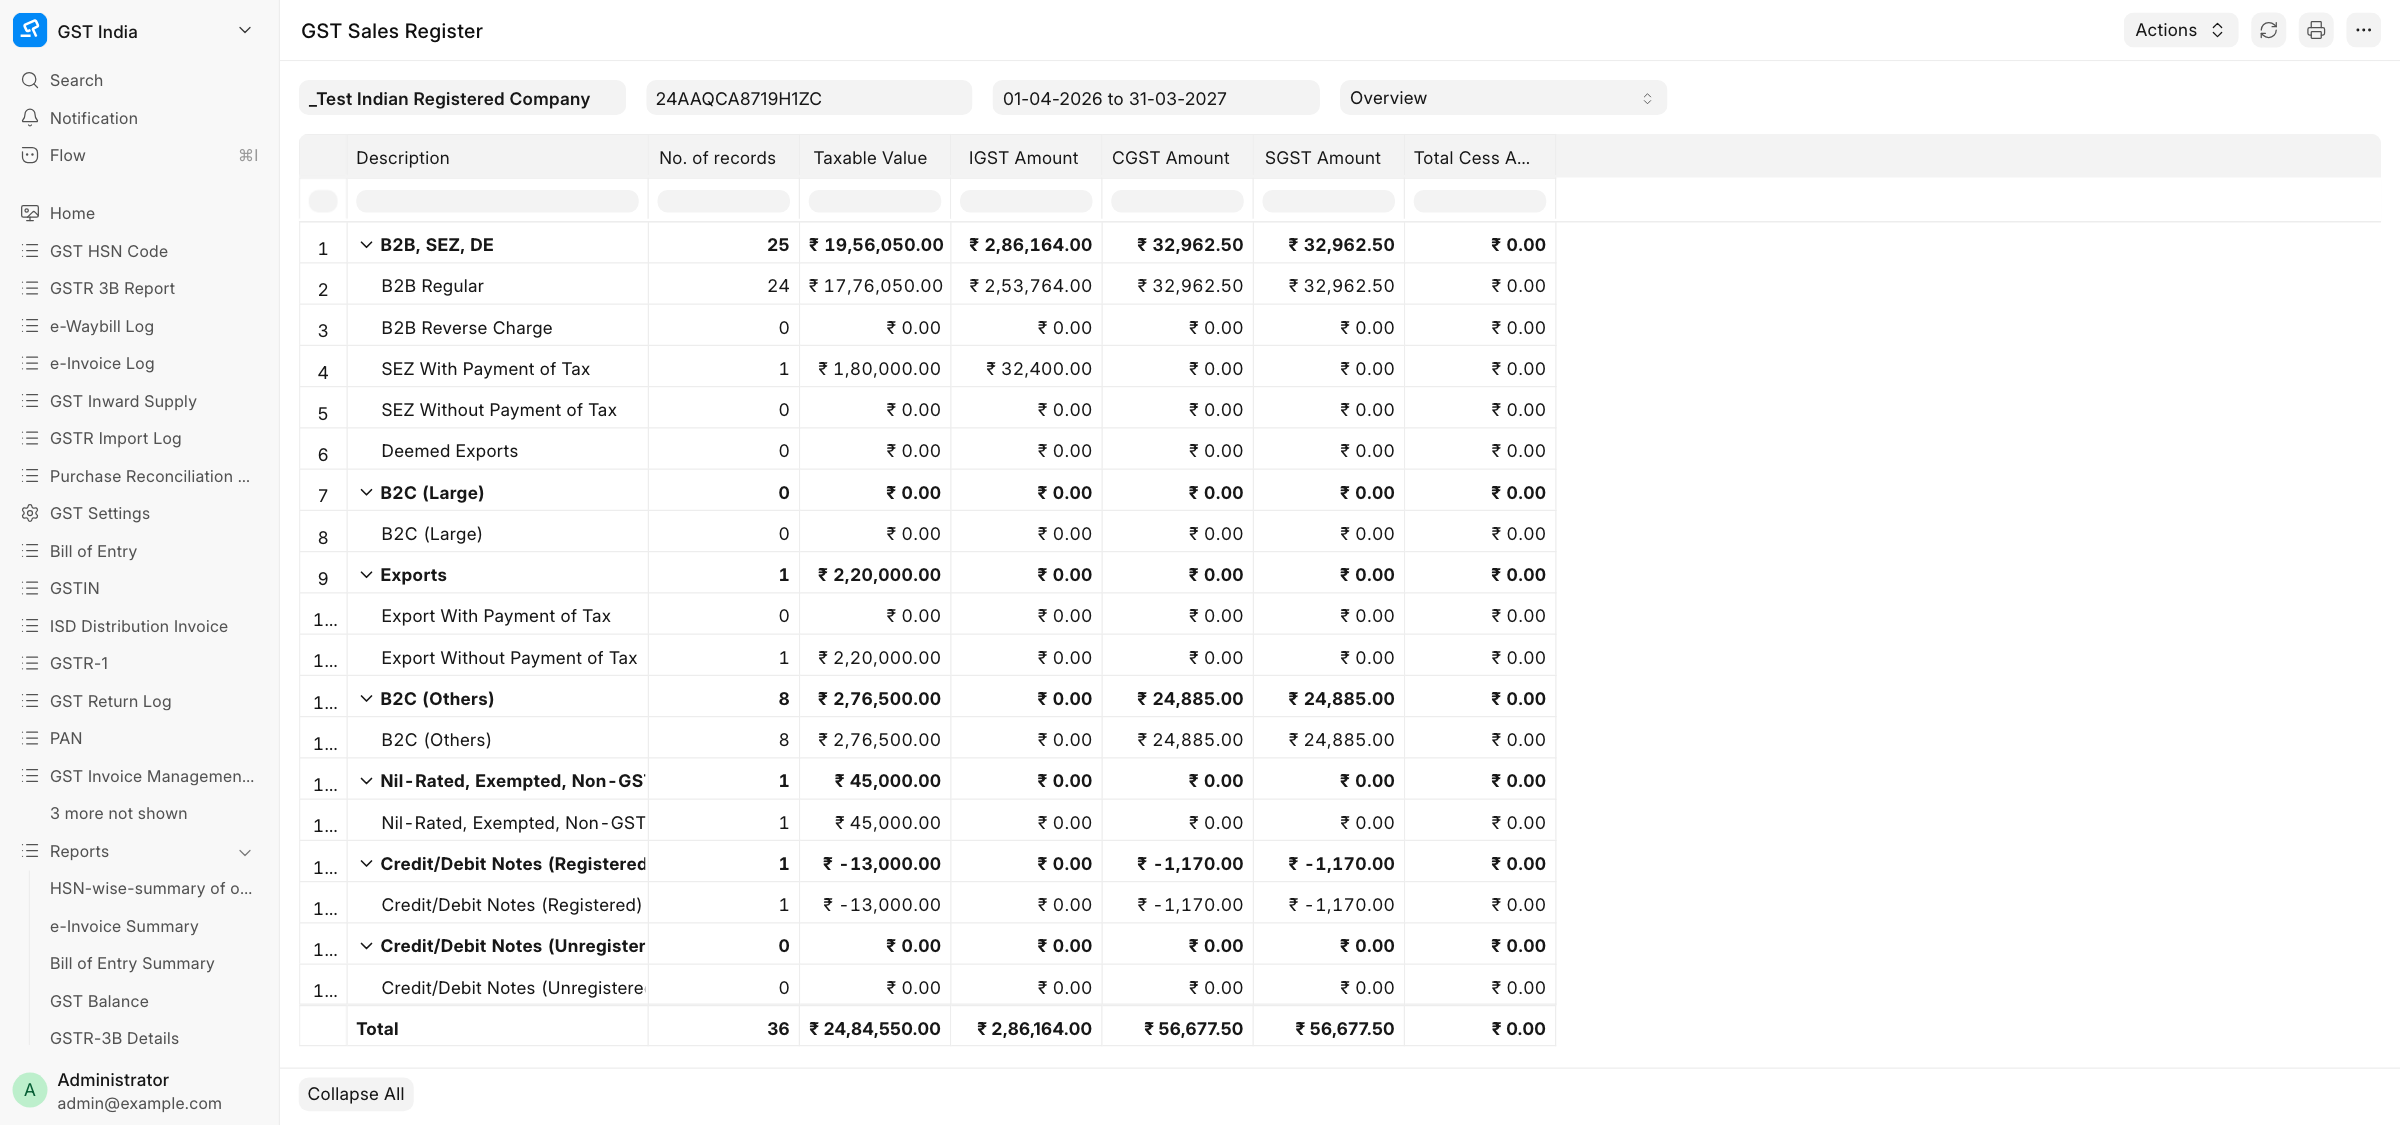 GST India
Search
Notification
Flow ⌘I
Home
GST HSN Code
GSTR 3B Report
e-Waybill Log
e-Invoice Log
GST Inward Supply
GSTR Import Log
Purchase Reconciliation ...
GST Settings
Bill of Entry
GSTIN
ISD Distribution Invoice
GSTR-1
GST Return Log
PAN
GST Invoice Managemen...
3 more not shown
Reports
HSN-wise-summary of o...
e-Invoice Summary
Bill of Entry Summary
GST Balance
GSTR-3B Details
A
Administrator
admin@example.com
GST Sales Register
Actions
_Test Indian Registered Company 24AAQCA8719H1ZC 01-04-2026 to 31-03-2027 Overview
Description No. of records Taxable Value IGST Amount CGST Amount SGST Amount Total Cess A...
1 B2B, SEZ, DE 25 ₹ 19,56,050.00 ₹ 2,86,164.00 ₹ 32,962.50 ₹ 32,962.50 ₹ 0.00
2 B2B Regular 24 ₹ 17,76,050.00 ₹ 2,53,764.00 ₹ 32,962.50 ₹ 32,962.50 ₹ 0.00
3 B2B Reverse Charge 0 ₹ 0.00 ₹ 0.00 ₹ 0.00 ₹ 0.00 ₹ 0.00
4 SEZ With Payment of Tax 1 ₹ 1,80,000.00 ₹ 32,400.00 ₹ 0.00 ₹ 0.00 ₹ 0.00
5 SEZ Without Payment of Tax 0 ₹ 0.00 ₹ 0.00 ₹ 0.00 ₹ 0.00 ₹ 0.00
6 Deemed Exports 0 ₹ 0.00 ₹ 0.00 ₹ 0.00 ₹ 0.00 ₹ 0.00
7 B2C (Large) 0 ₹ 0.00 ₹ 0.00 ₹ 0.00 ₹ 0.00 ₹ 0.00
8 B2C (Large) 0 ₹ 0.00 ₹ 0.00 ₹ 0.00 ₹ 0.00 ₹ 0.00
9 Exports 1 ₹ 2,20,000.00 ₹ 0.00 ₹ 0.00 ₹ 0.00 ₹ 0.00
1... Export With Payment of Tax 0 ₹ 0.00 ₹ 0.00 ₹ 0.00 ₹ 0.00 ₹ 0.00
1... Export Without Payment of Tax 1 ₹ 2,20,000.00 ₹ 0.00 ₹ 0.00 ₹ 0.00 ₹ 0.00
1... B2C (Others) 8 ₹ 2,76,500.00 ₹ 0.00 ₹ 24,885.00 ₹ 24,885.00 ₹ 0.00
1... B2C (Others) 8 ₹ 2,76,500.00 ₹ 0.00 ₹ 24,885.00 ₹ 24,885.00 ₹ 0.00
1... Nil-Rated, Exempted, Non-GS 1 ₹ 45,000.00 ₹ 0.00 ₹ 0.00 ₹ 0.00 ₹ 0.00
1... Nil-Rated, Exempted, Non-GST 1 ₹ 45,000.00 ₹ 0.00 ₹ 0.00 ₹ 0.00 ₹ 0.00
1... Credit/Debit Notes (Registered 1 ₹ -13,000.00 ₹ 0.00 ₹ -1,170.00 ₹ -1,170.00 ₹ 0.00
1... Credit/Debit Notes (Registered) 1 ₹ -13,000.00 ₹ 0.00 ₹ -1,170.00 ₹ -1,170.00 ₹ 0.00
1... Credit/Debit Notes (Unregister 0 ₹ 0.00 ₹ 0.00 ₹ 0.00 ₹ 0.00 ₹ 0.00
1... Credit/Debit Notes (Unregistere 0 ₹ 0.00 ₹ 0.00 ₹ 0.00 ₹ 0.00 ₹ 0.00
Total 36 ₹ 24,84,550.00 ₹ 2,86,164.00 ₹ 56,677.50 ₹ 56,677.50 ₹ 0.00
Collapse All